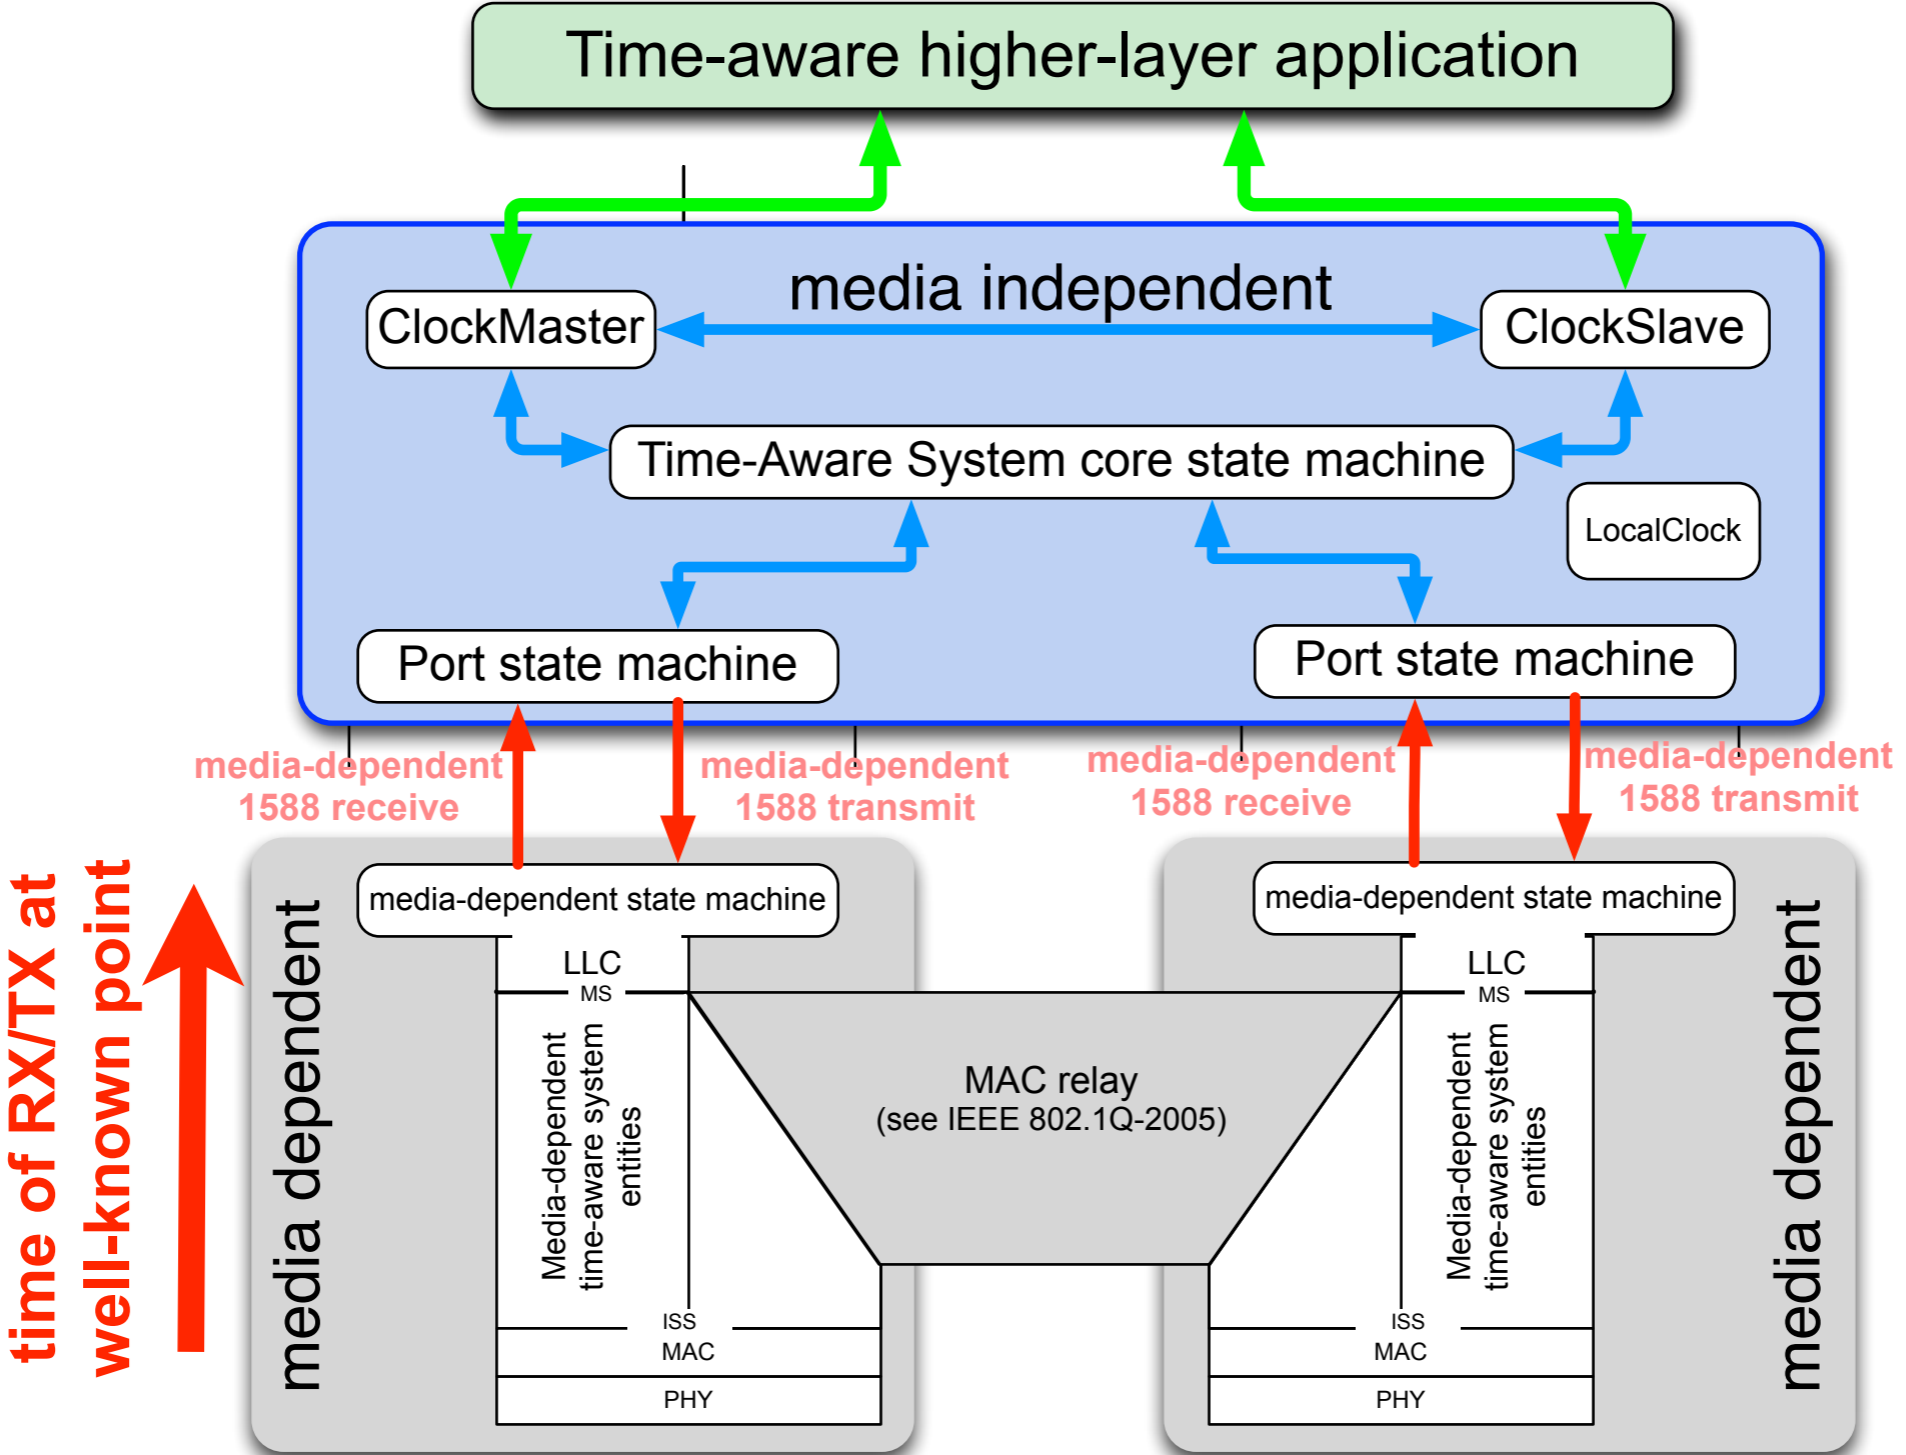 Time-aware higher-layer application
media independent
ClockMaster
ClockSlave
Time-Aware System core state machine
LocalClock
Port state machine
Port state machine
media-dependent
1588 receive
media-dependent
1588 transmit
media-dependent
1588 receive
media-dependent
1588 transmit
time of RX/TX at
well-known point
media dependent
media-dependent state machine
LLC
MS
Media-dependent
time-aware system
entities
ISS
MAC
PHY
MAC relay
(see IEEE 802.1Q-2005)
media-dependent state machine
LLC
MS
Media-dependent
time-aware system
entities
ISS
MAC
PHY
media dependent